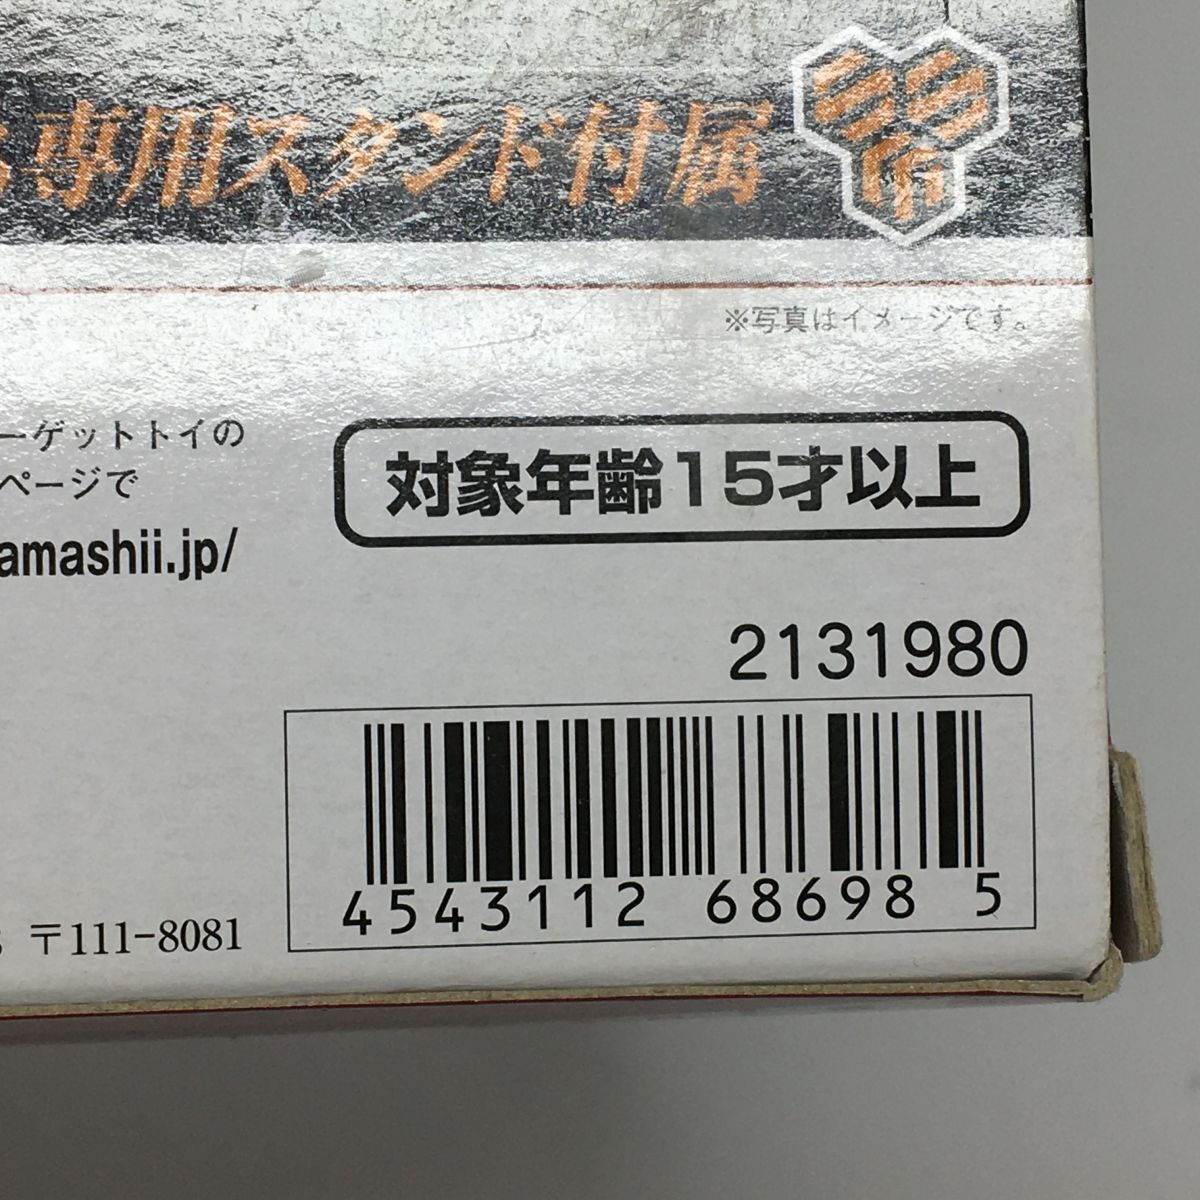 専用スタンド付属
※写真はイメージです。
ーゲットトイの
ページで
amashii.jp/
対象年齢15才以上
2131980
4543112 68698 5
〒111-8081